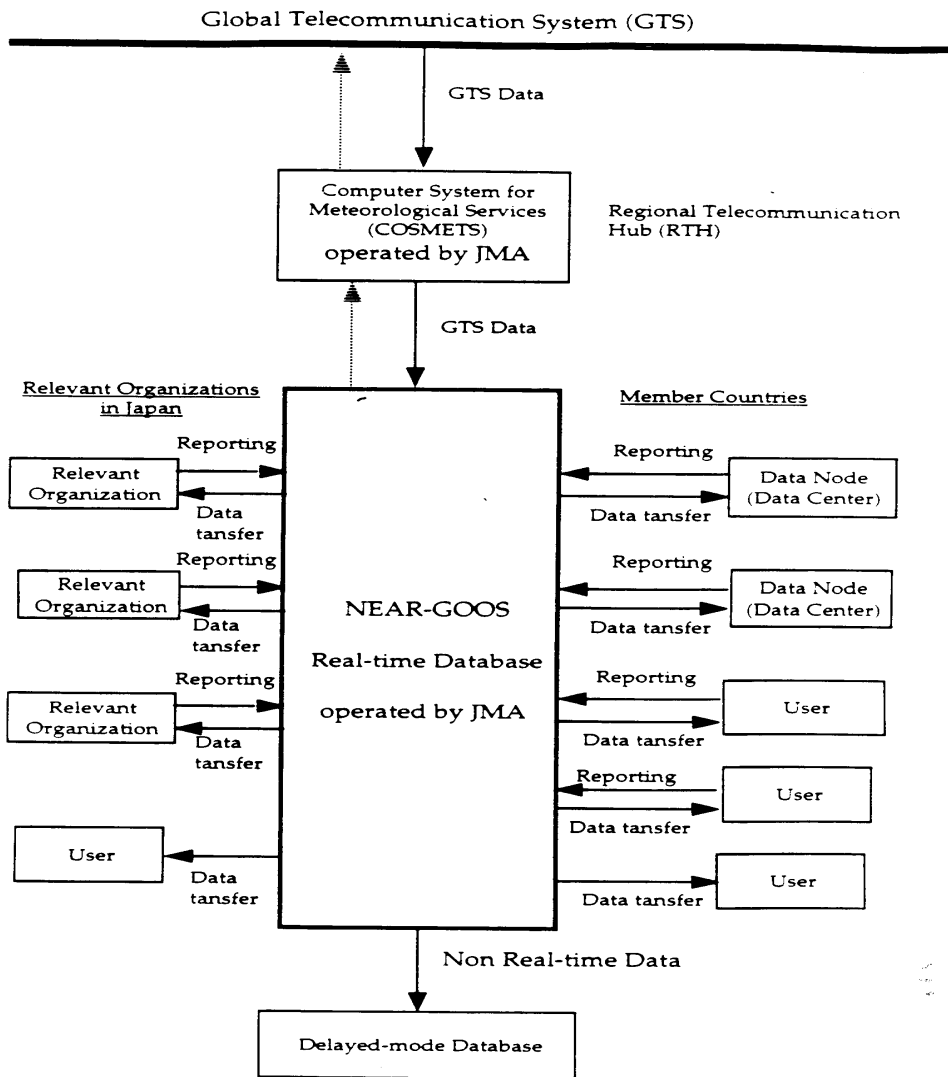 Global Telecommunication System (GTS)
GTS Data
Computer System for
Meteorological Services
(COSMETS)
operated by JMA
Regional Telecommunication
Hub (RTH)
GTS Data
Relevant Organizations
in Japan
Member Countries
Reporting
Relevant
Organization
Data
tansfer
Reporting
Relevant
Organization
Data
tansfer
Reporting
Relevant
Organization
Data
tansfer
User
Data
tansfer
NEAR-GOOS
Real-time Database
operated by JMA
Reporting
Data Node
(Data Center)
Data tansfer
Reporting
Data Node
(Data Center)
Data tansfer
Reporting
User
Data tansfer
Reporting
User
Data tansfer
User
Data tansfer
Non Real-time Data
Delayed-mode Database